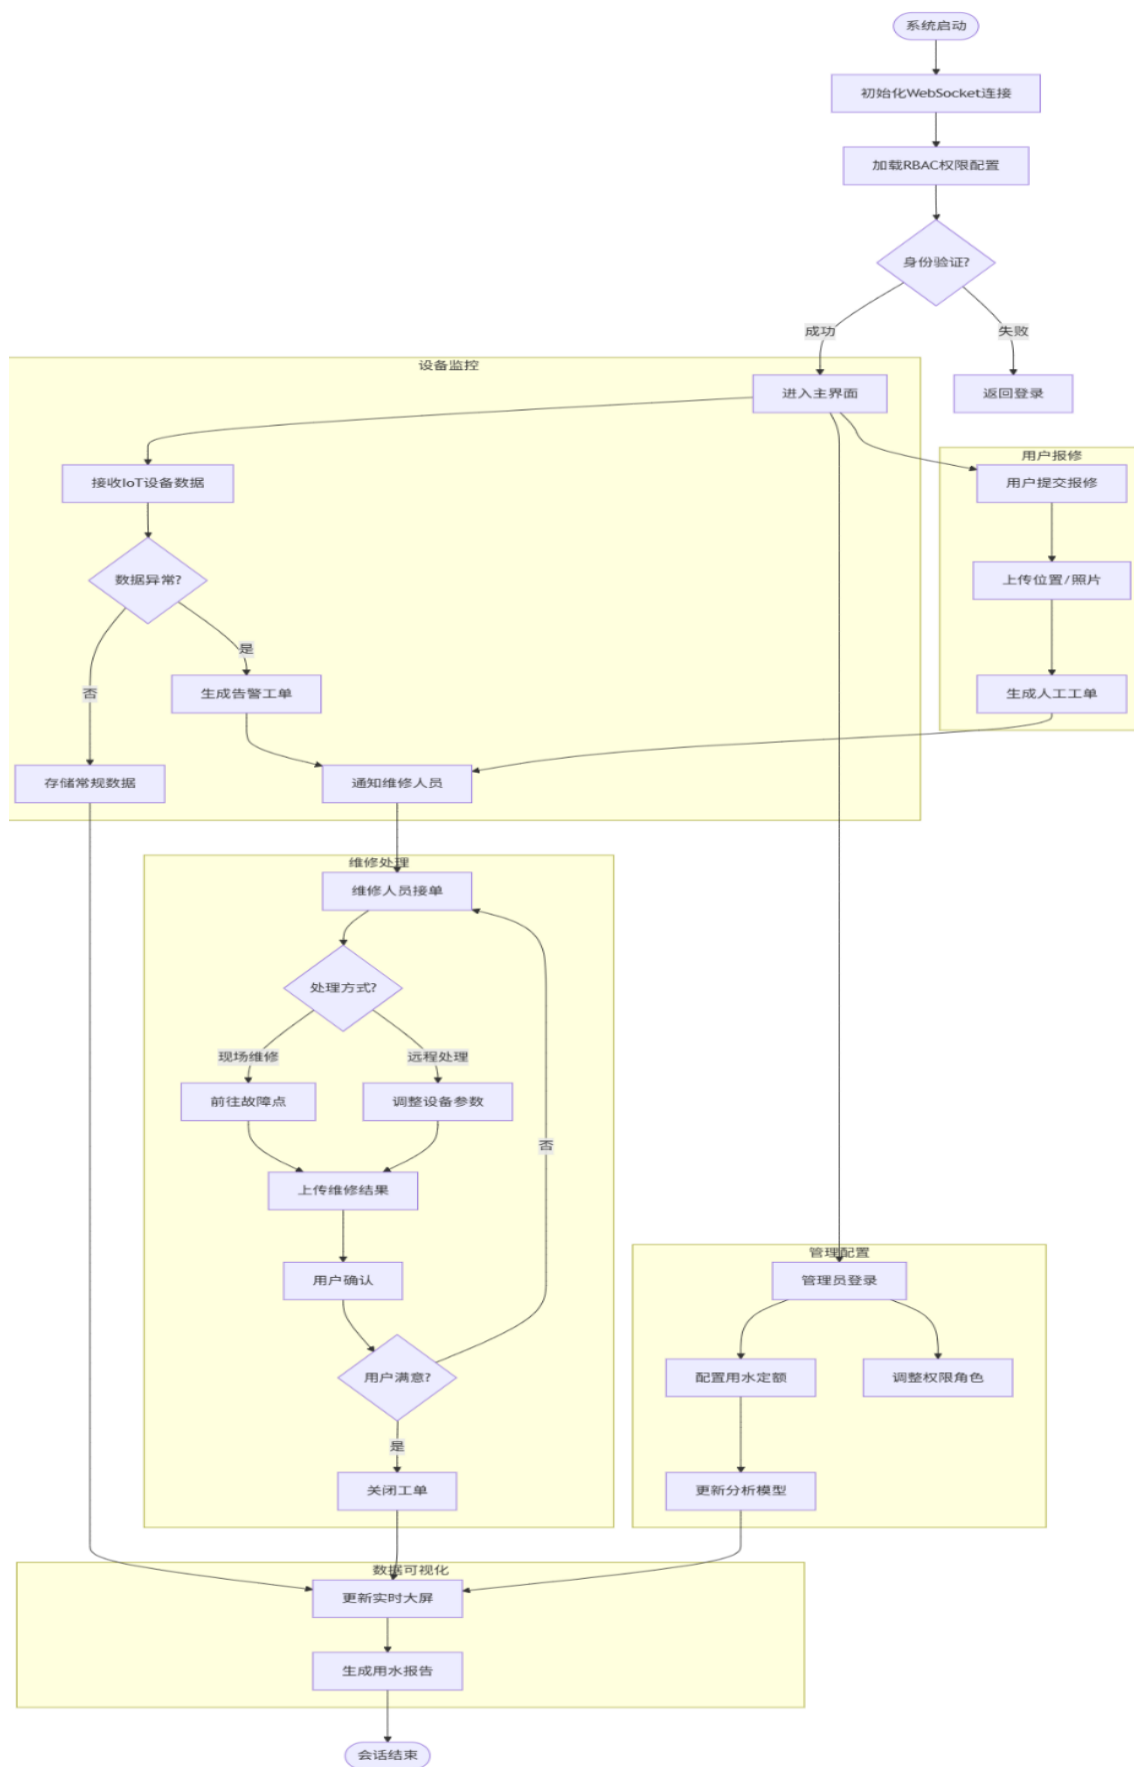 系统启动
初始化WebSocket连接
加载RBAC权限配置
身份验证?
成功
失败
设备监控
进入主界面
返回登录
用户报修
接收IoT设备数据
用户提交报修
数据异常?
上传位置/照片
是
否
生成告警工单
生成人工工单
存储常规数据
通知维修人员
维修处理
维修人员接单
处理方式?
现场维修
远程处理
前往故障点
调整设备参数
否
上传维修结果
管理配置
用户确认
管理员登录
用户满意?
配置用水定额
调整权限角色
是
关闭工单
更新分析模型
数据可视化
更新实时大屏
生成用水报告
会话结束